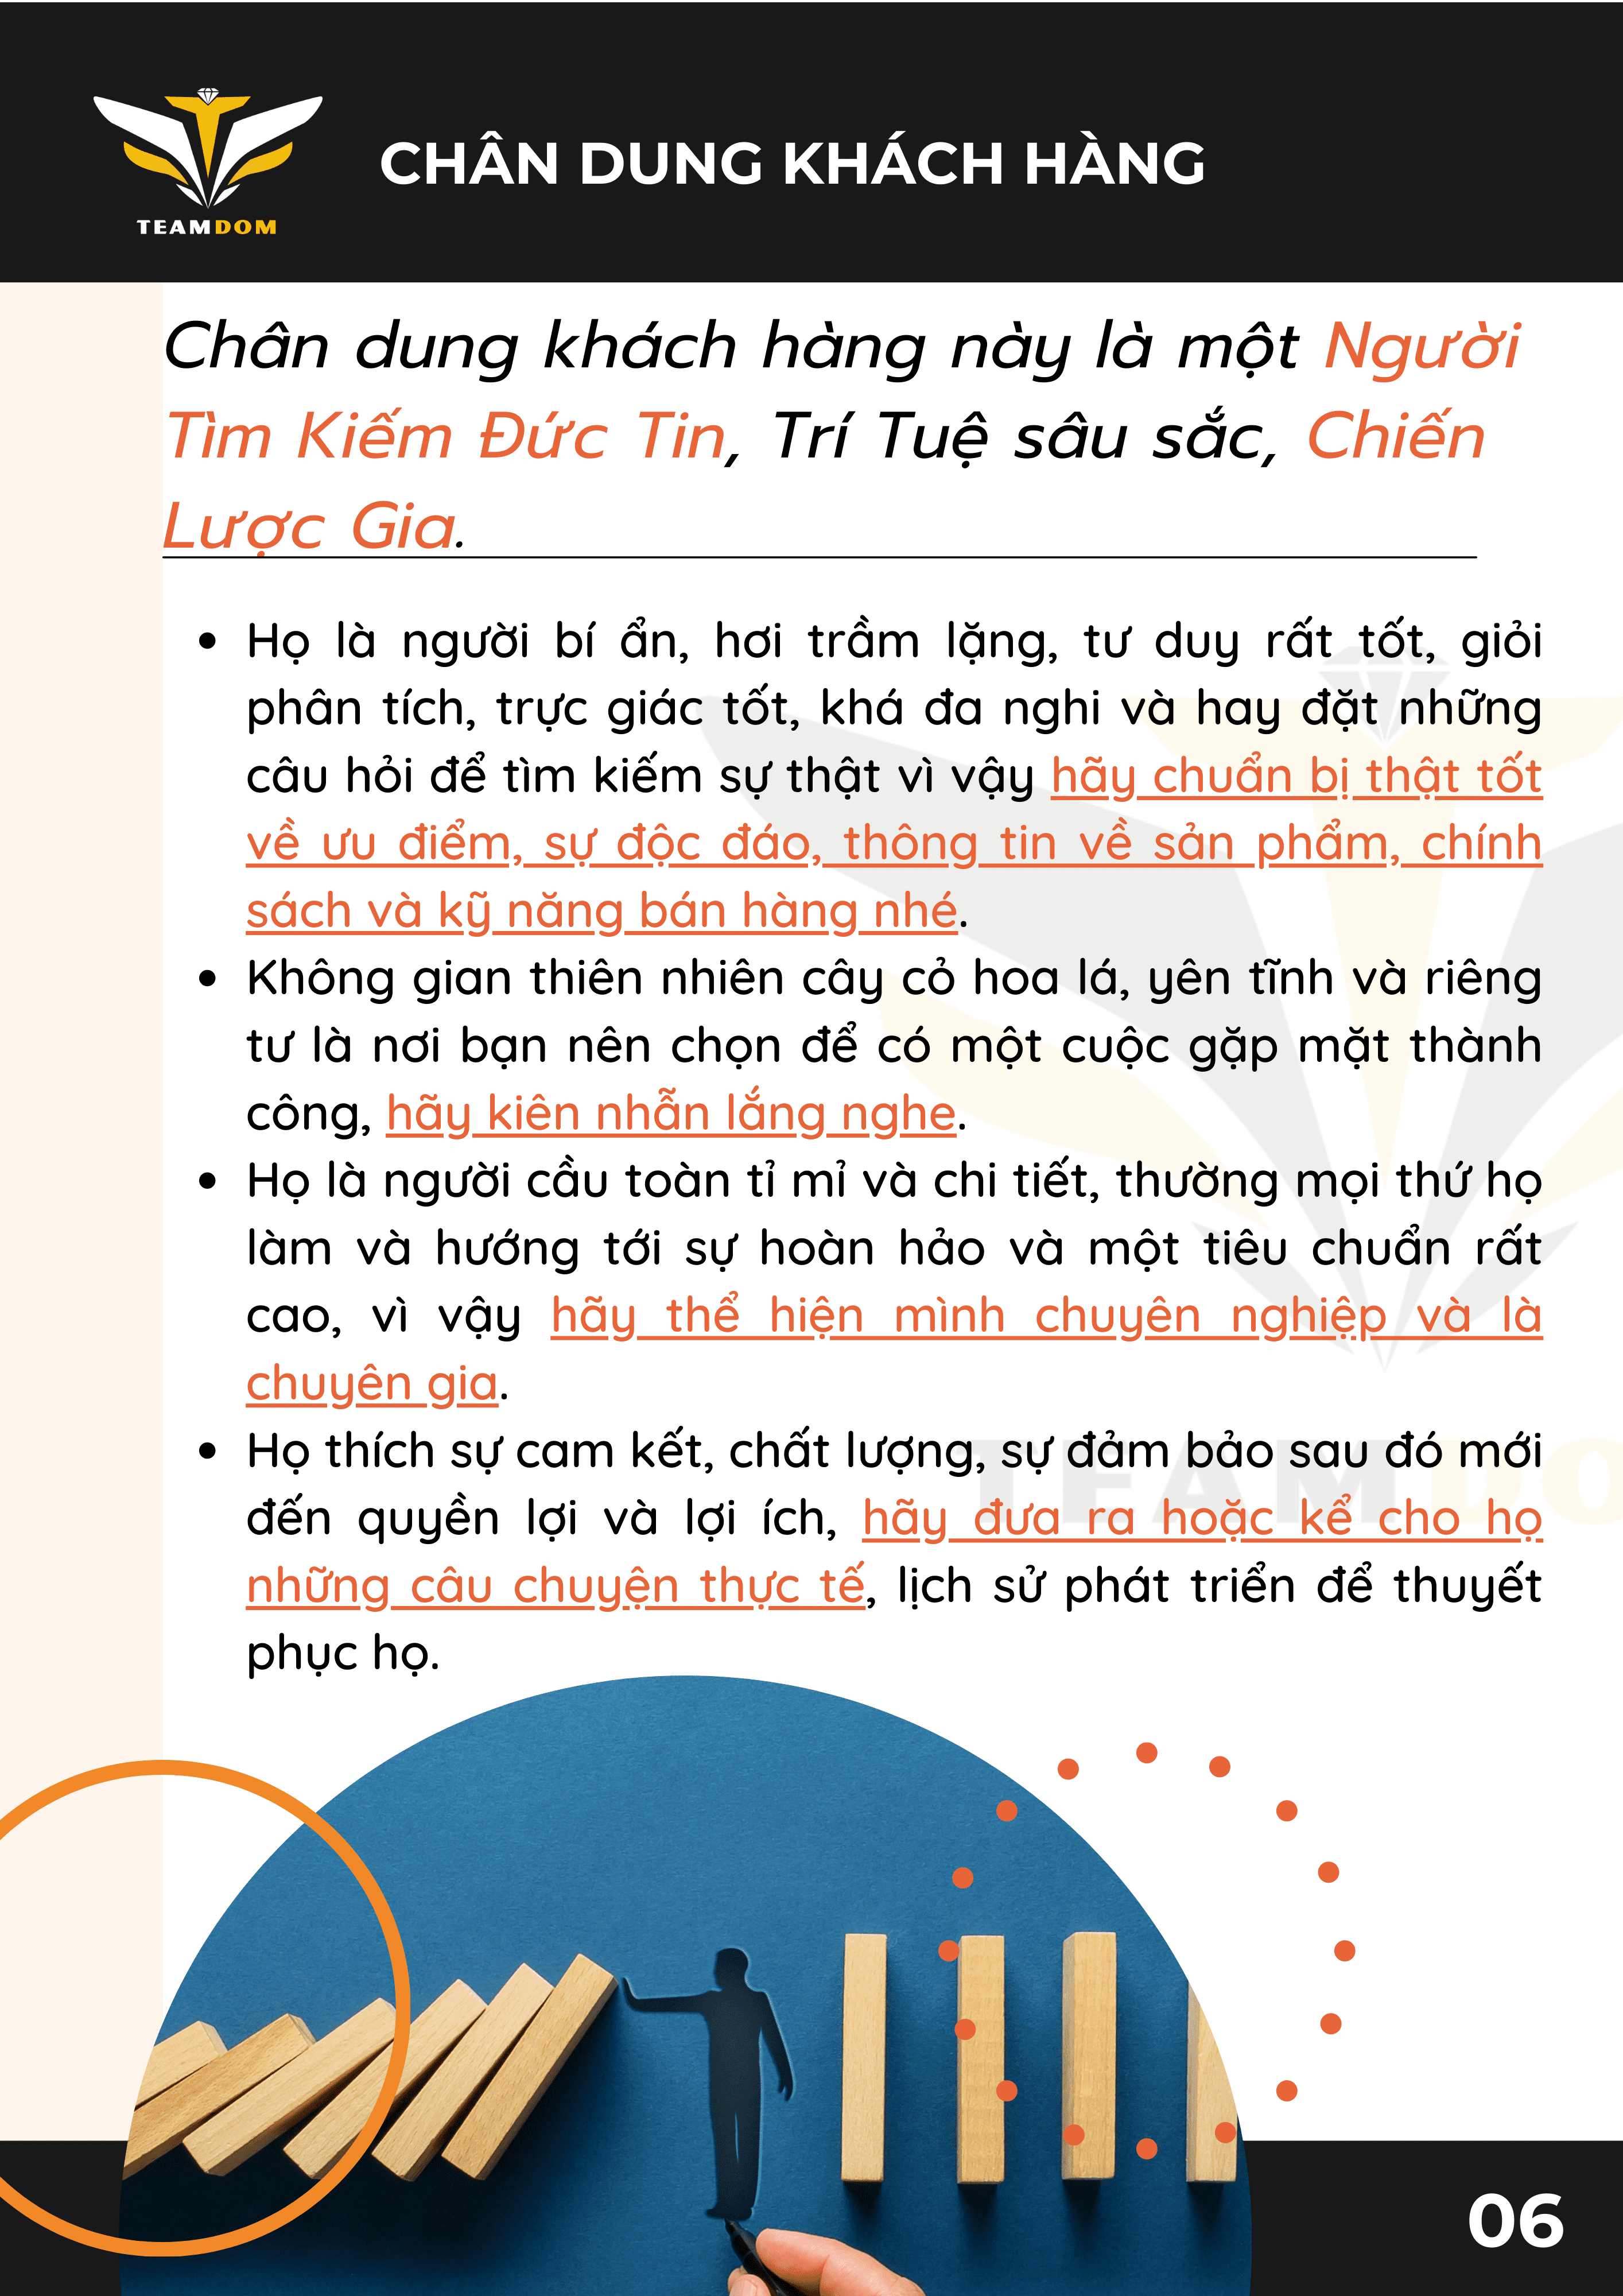 TEAMDOM
CHÂN DUNG KHÁCH HÀNG
Chân dung khách hàng này là một Người
Tìm Kiếm Đức Tin, Trí Tuệ sâu sắc, Chiến
Lược Gia.
• Họ là người bí ẩn, hơi trầm lặng, tư duy rất tốt, giỏi
phân tích, trực giác tốt, khá đa nghi và hay đặt những
câu hỏi để tìm kiếm sự thật vì vậy hãy chuẩn bị thật tốt
về ưu điểm, sự độc đáo, thông tin về sản phẩm, chính
sách và kỹ năng bán hàng nhé.
• Không gian thiên nhiên cây cỏ hoa lá, yên tĩnh và riêng
tư là nơi bạn nên chọn để có một cuộc gặp mặt thành
công, hãy kiên nhẫn lắng nghe.
• Họ là người cầu toàn tỉ mỉ và chi tiết, thường mọi thứ họ
làm và hướng tới sự hoàn hảo và một tiêu chuẩn rất
cao, vì vậy hãy thể hiện mình chuyên nghiệp và là
chuyên gia.
• Họ thích sự cam kết, chất lượng, sự đảm bảo sau đó mới
đến quyền lợi và lợi ích, hãy đưa ra hoặc kể cho họ
những câu chuyện thực tế, lịch sử phát triển để thuyết
phục họ.
TEAMDO
06